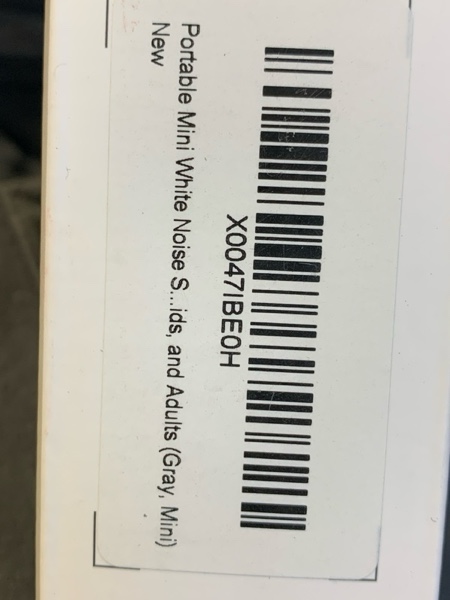 X0047IBE0H
Portable Mini White Noise S...ids, and Adults (Gray, Mini)
New